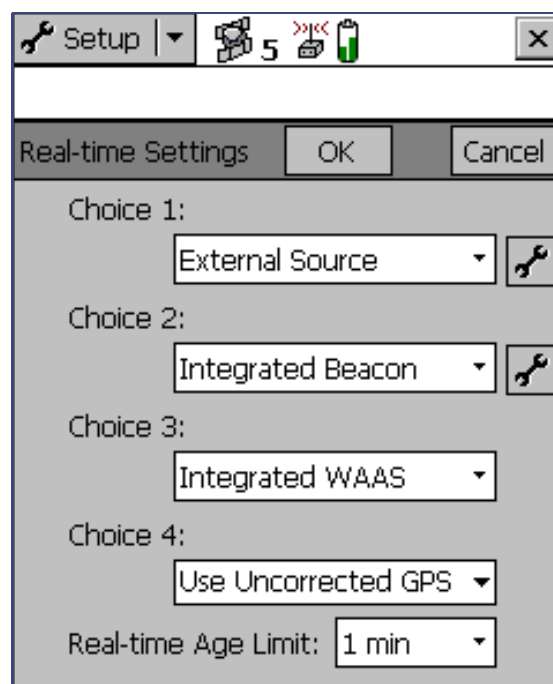 Setup 5
Real-time Settings OK Cancel
Choice 1:
External Source
Choice 2:
Integrated Beacon
Choice 3:
Integrated WAAS
Choice 4:
Use Uncorrected GPS
Real-time Age Limit: 1 min